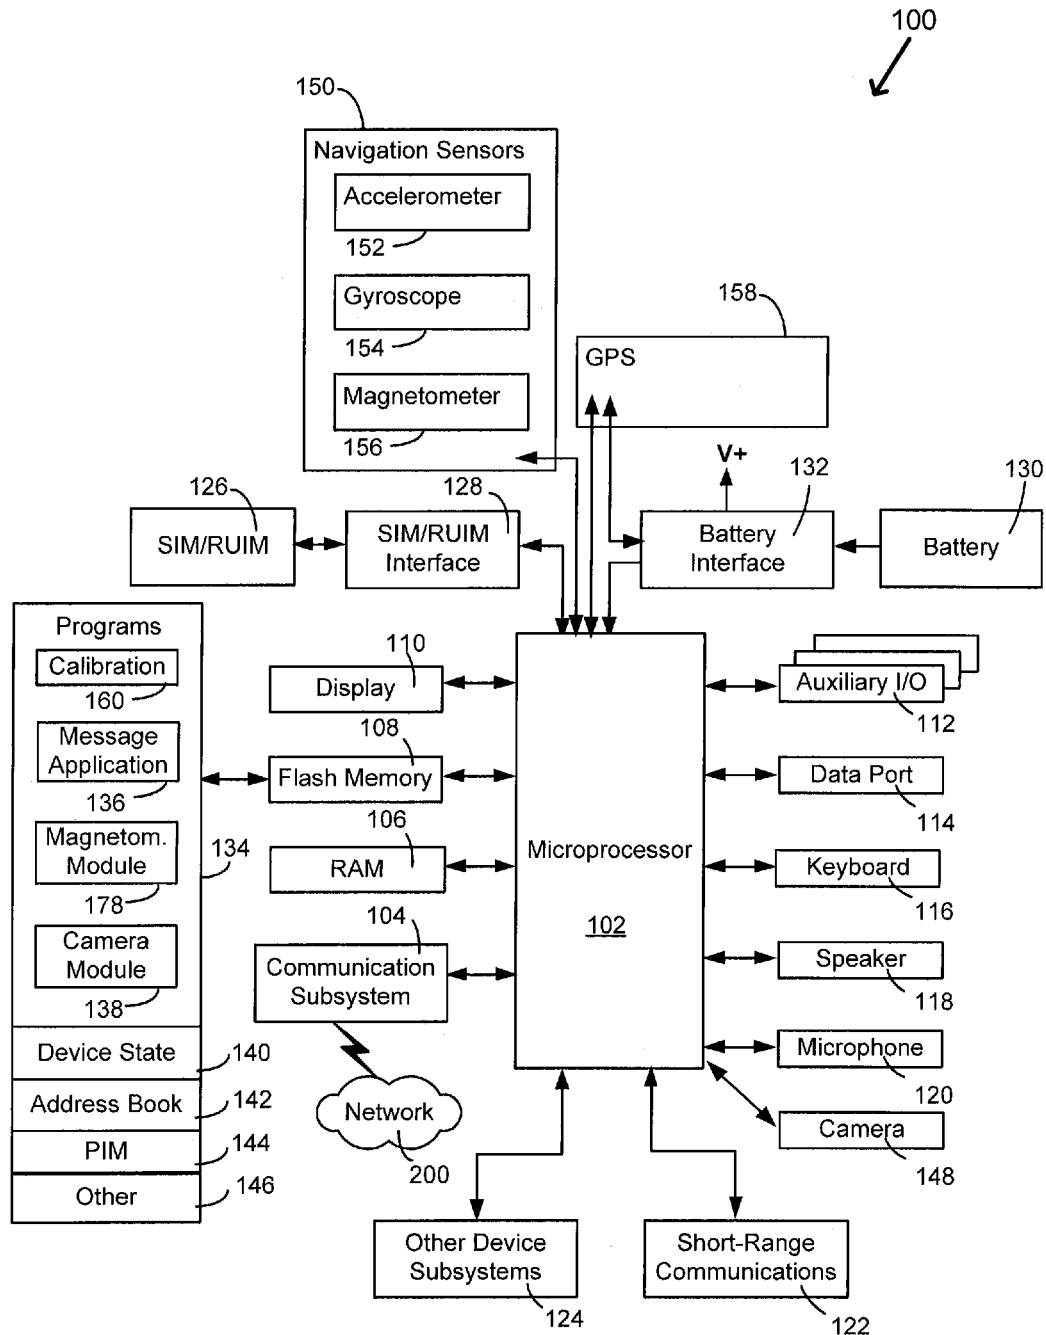 100
150
Navigation Sensors
Accelerometer
152
Gyroscope
154
Magnetometer
156
158
GPS
V+
126
SIM/RUIM
128
SIM/RUIM
Interface
132
Battery
Interface
130
Battery
Programs
Calibration
160
Message
Application
136
Magnetom.
Module
178
134
Camera
Module
138
Device State
140
Address Book
142
PIM
144
Other
146
110
Display
108
Flash Memory
106
RAM
104
Communication
Subsystem
Network
200
Microprocessor
102
Auxiliary I/O
112
Data Port
114
Keyboard
116
Speaker
118
Microphone
120
Camera
148
Other Device
Subsystems
124
Short-Range
Communications
122